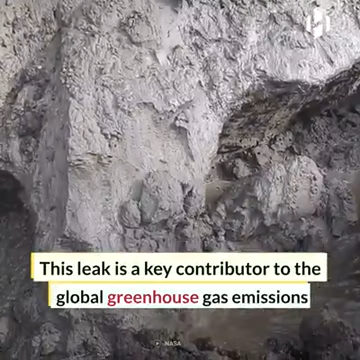 This leak is a key contributor to the
global greenhouse gas emissions
NASA